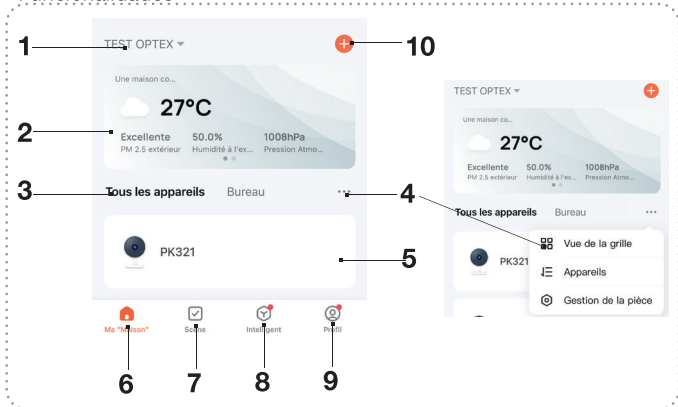 1
TEST OPTEX
10
Une maison co...
27°C
2
Excellente 50.0% 1008hPa
PM 2.5 extérieur Humidité à l'ex... Pression Atmo...
3
Tous les appareils Bureau ...
4
PK321
5
Ma "Maison" Scène Intelligent Profil
6 7 8 9
TEST OPTEX
Une maison co...
27°C
Excellente 50.0% 1008hPa
PM 2.5 extérieur Humidité à l'ex... Pression Atmo...
Tous les appareils Bureau ...
PK321
Vue de la grille
Appareils
Gestion de la pièce